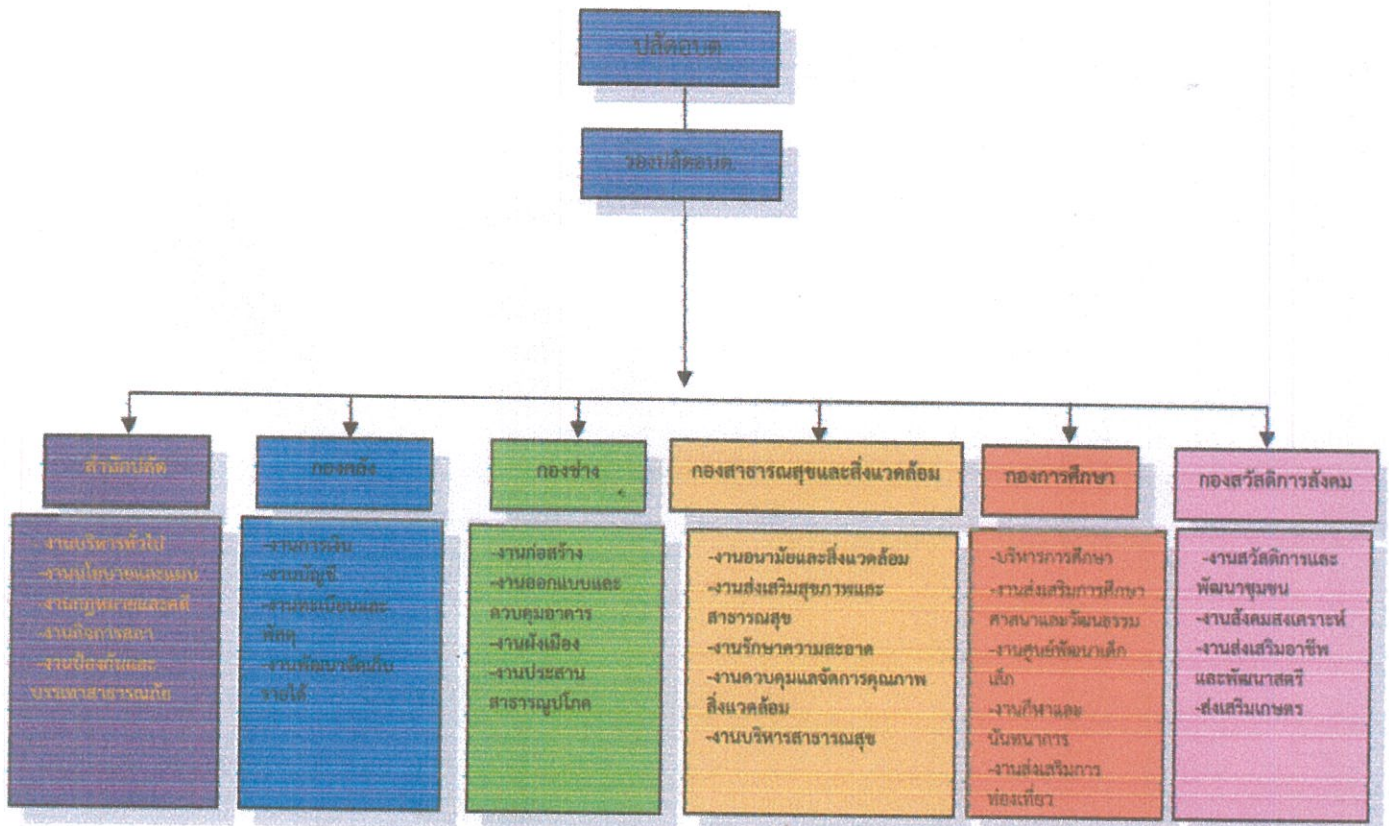 ปลัดอบต.
รองปลัดอบต.
สำนักปลัด
-งานบริหารทั่วไป
-งานนโยบายและแผน
-งานกฎหมายและคดี
-งานกิจการสภา
-งานป้องกันและ
บรรเทาสาธารณภัย
กองคลัง
-งานการเงิน
-งานบัญชี
-งานทะเบียนและ
พัสดุ
-งานพัฒนาจัดเก็บ
รายได้
กองช่าง
-งานก่อสร้าง
-งานออกแบบและ
ควบคุมอาคาร
-งานผังเมือง
-งานประสาน
สาธารณูปโภค
กองสาธารณสุขและสิ่งแวดล้อม
-งานอนามัยและสิ่งแวดล้อม
-งานส่งเสริมสุขภาพและ
สาธารณสุข
-งานรักษาความสะอาด
-งานควบคุมแลจัดการคุณภาพ
สิ่งแวดล้อม
-งานบริหารสาธารณสุข
กองการศึกษา
-บริหารการศึกษา
-งานส่งเสริมการศึกษา
ศาสนาและวัฒนธรรม
-งานศูนย์พัฒนาเด็ก
เล็ก
-งานกีฬาและ
นันทนาการ
-งานส่งเสริมการ
ท่องเที่ยว
กองสวัสดิการสังคม
-งานสวัสดิการและ
พัฒนาชุมชน
-งานสังคมสงเคราะห์
-งานส่งเสริมอาชีพ
และพัฒนาสตรี
-ส่งเสริมเกษตร